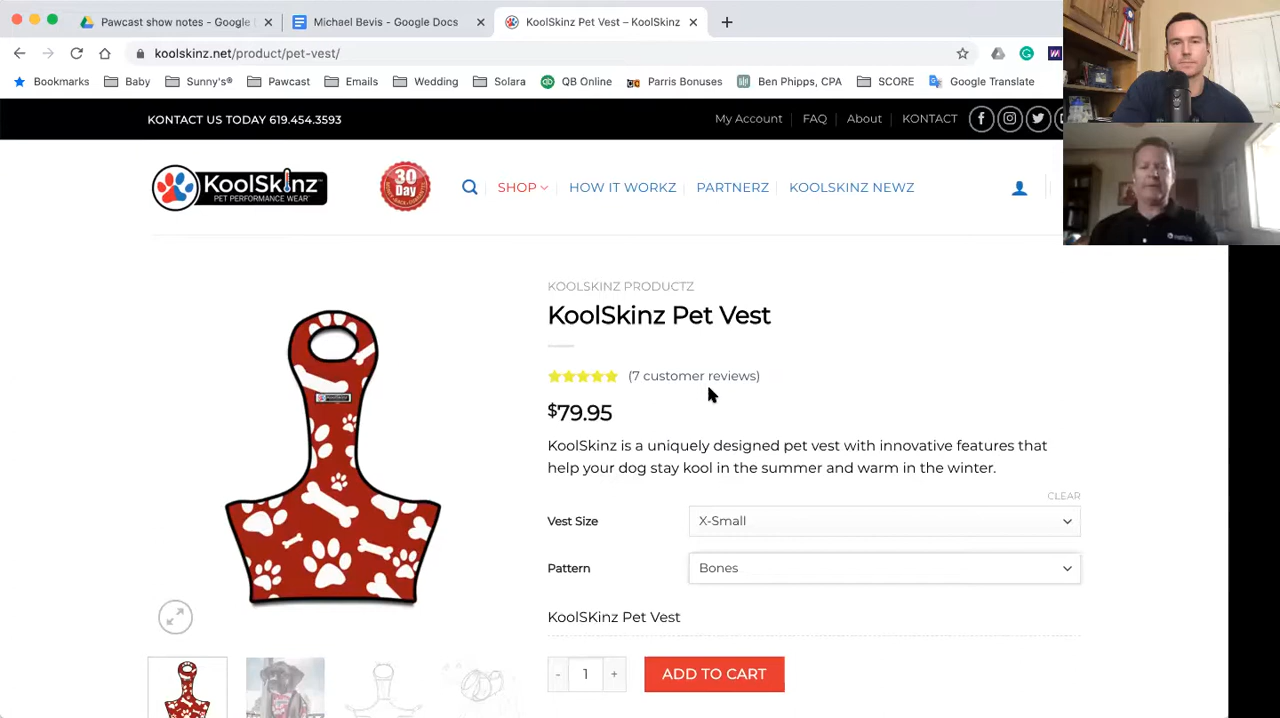 Pawcast show notes - Google
Michael Bevis - Google Docs
KoolSkinz Pet Vest – KoolSkinz
koolskinz.net/product/pet-vest/
Bookmarks Baby Sunny's® Pawcast Emails Wedding Solara QB Online Parris Bonuses Ben Phipps, CPA SCORE Google Translate
KONTACT US TODAY 619.454.3593 My Account FAQ About KONTACT
KoolSkinz
PET PERFORMANCE WEAR
30
Day
SHOP HOW IT WORKZ PARTNERZ KOOLSKINZ NEWZ
KOOLSKINZ PRODUCTZ
KoolSkinz Pet Vest
(7 customer reviews)
$79.95
KoolSkinz is a uniquely designed pet vest with innovative features that
help your dog stay kool in the summer and warm in the winter.
CLEAR
Vest Size X-Small
Pattern Bones
KoolSKinz Pet Vest
- 1 + ADD TO CART